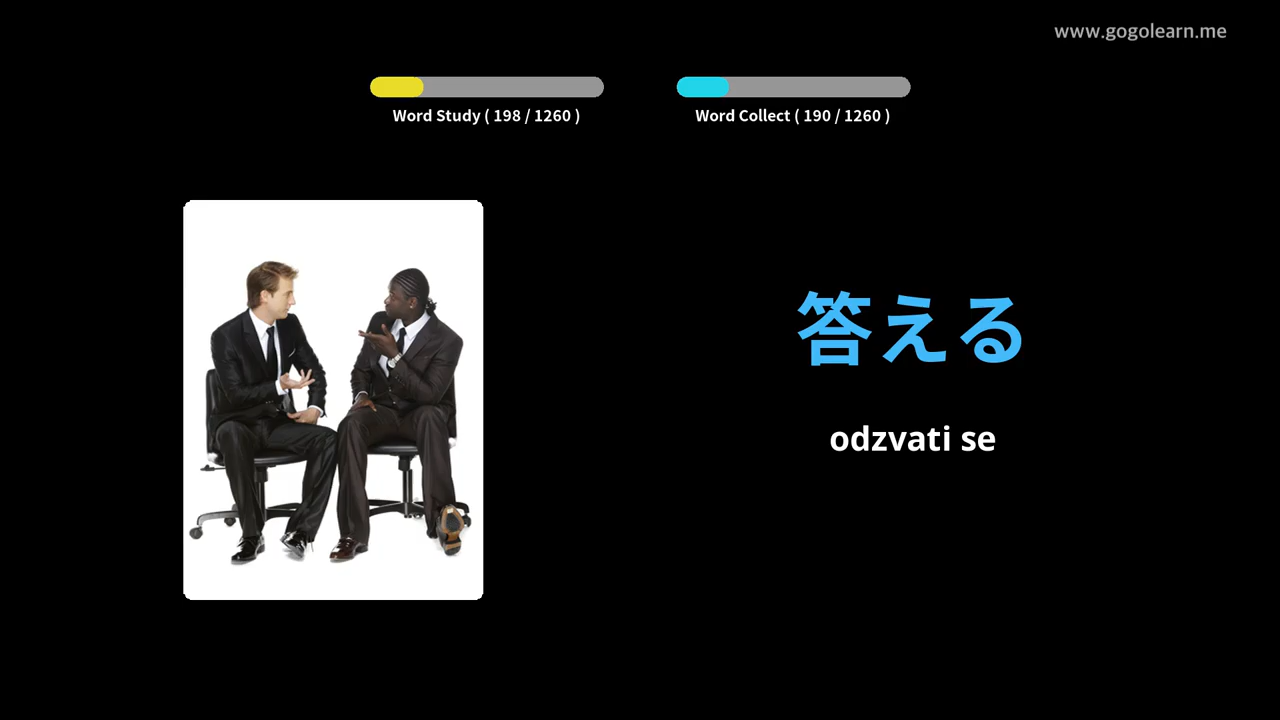 www.gogolearn.me
Word Study ( 198 / 1260 )
Word Collect ( 190 / 1260 )
答える
odzvati se